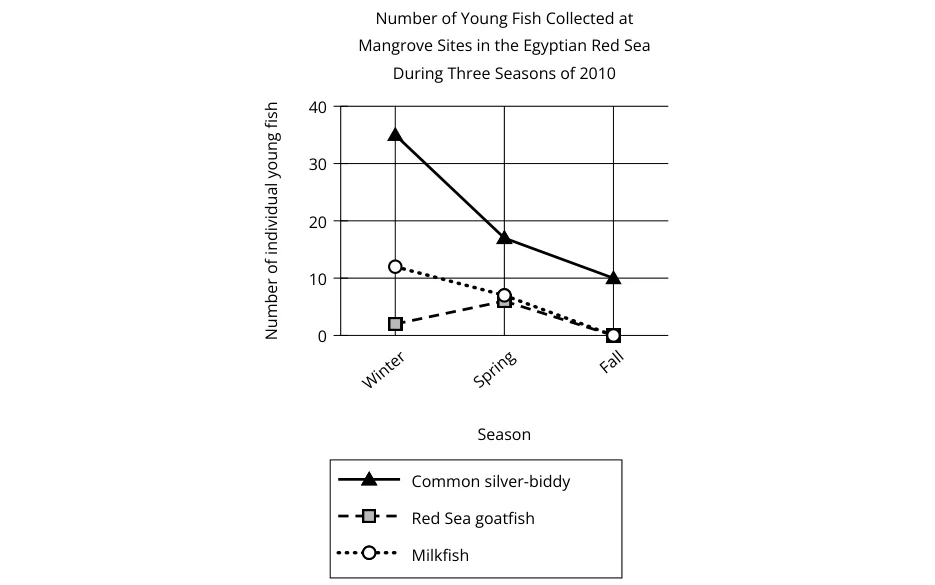 Number of Young Fish Collected at
Mangrove Sites in the Egyptian Red Sea
During Three Seasons of 2010
Number of individual young fish
40
30
20
10
0
Winter
Spring
Fall
Season
Common silver-biddy
Red Sea goatfish
Milkfish